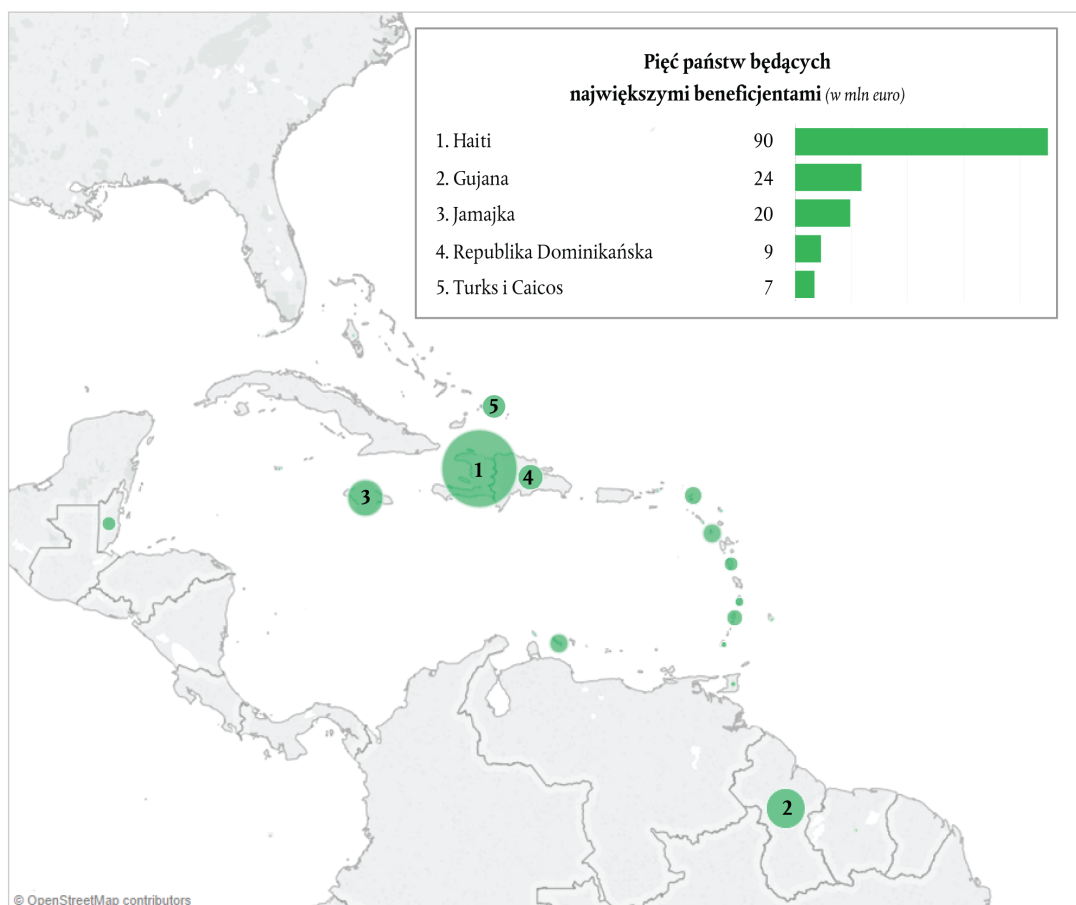 Pięć państw będących
największymi beneficjentami (w mln euro)
1. Haiti 90
2. Gujana 24
3. Jamajka 20
4. Republika Dominikańska 9
5. Turks i Caicos 7
5
1
4
3
2
© OpenStreetMap contributors